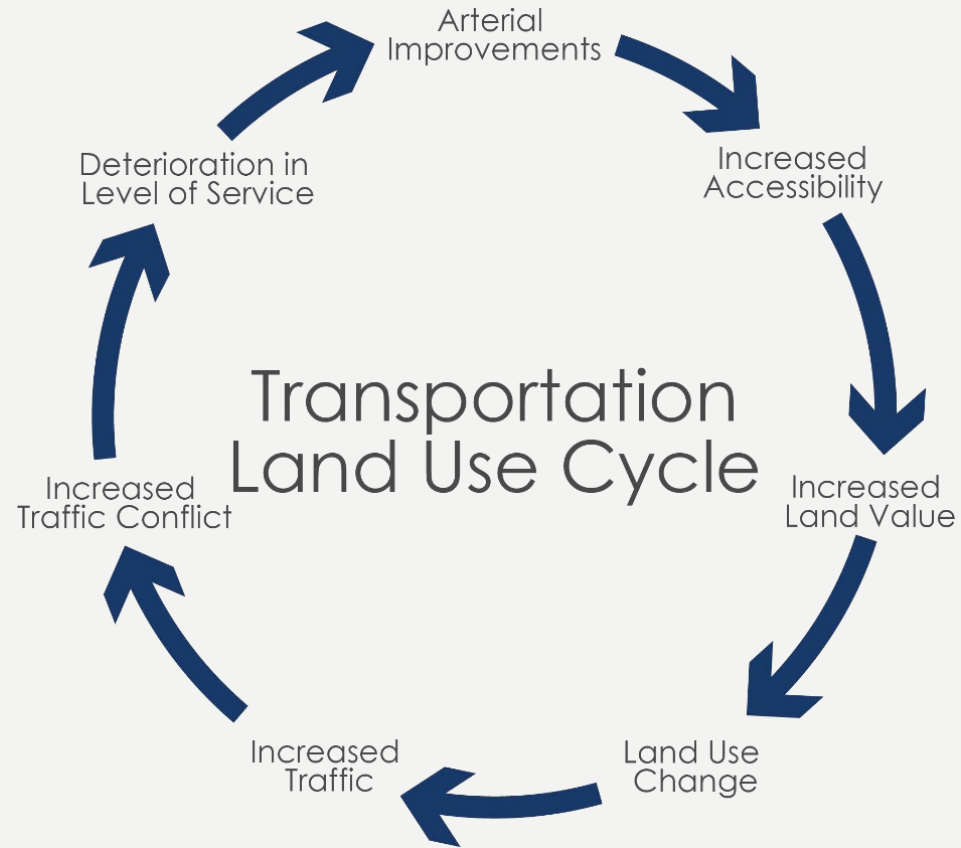 Arterial
Improvements
Increased
Accessibility
Increased
Land Value
Land Use
Change
Increased
Traffic
Increased
Traffic Conflict
Deterioration in
Level of Service
Transportation
Land Use Cycle